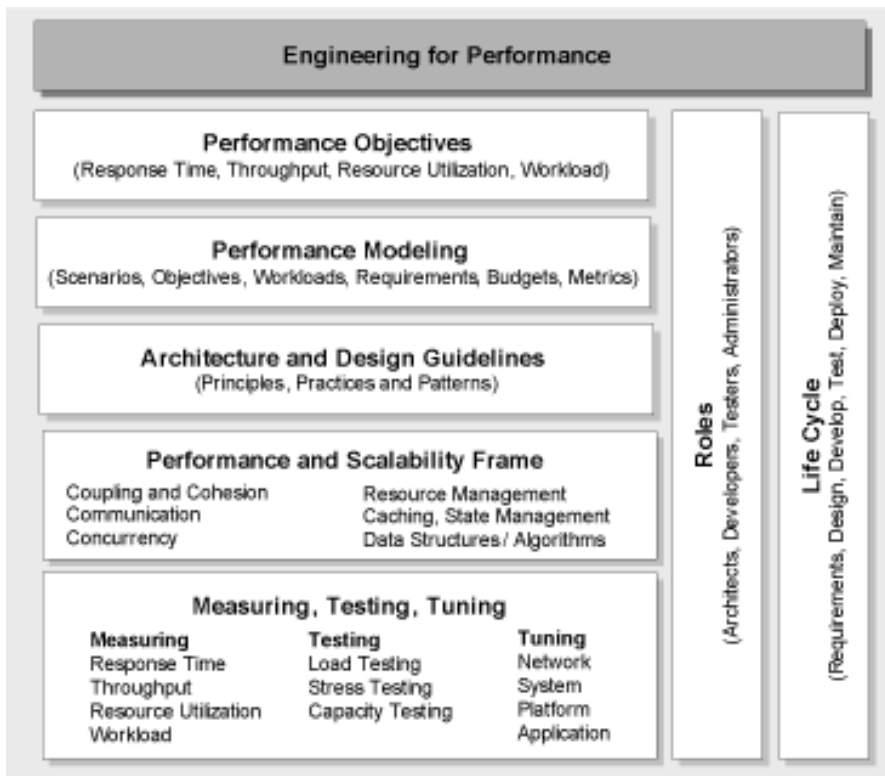 Engineering for Performance
Performance Objectives
(Response Time, Throughput, Resource Utilization, Workload)
Performance Modeling
(Scenarios, Objectives, Workloads, Requirements, Budgets, Metrics)
Architecture and Design Guidelines
(Principles, Practices and Patterns)
Performance and Scalability Frame
Coupling and Cohesion
Communication
Concurrency
Resource Management
Caching, State Management
Data Structures / Algorithms
Measuring, Testing, Tuning
Measuring
Response Time
Throughput
Resource Utilization
Workload
Testing
Load Testing
Stress Testing
Capacity Testing
Tuning
Network
System
Platform
Application
Roles
(Architects, Developers, Testers, Administrators)
Life Cycle
(Requirements, Design, Develop, Test, Deploy, Maintain)